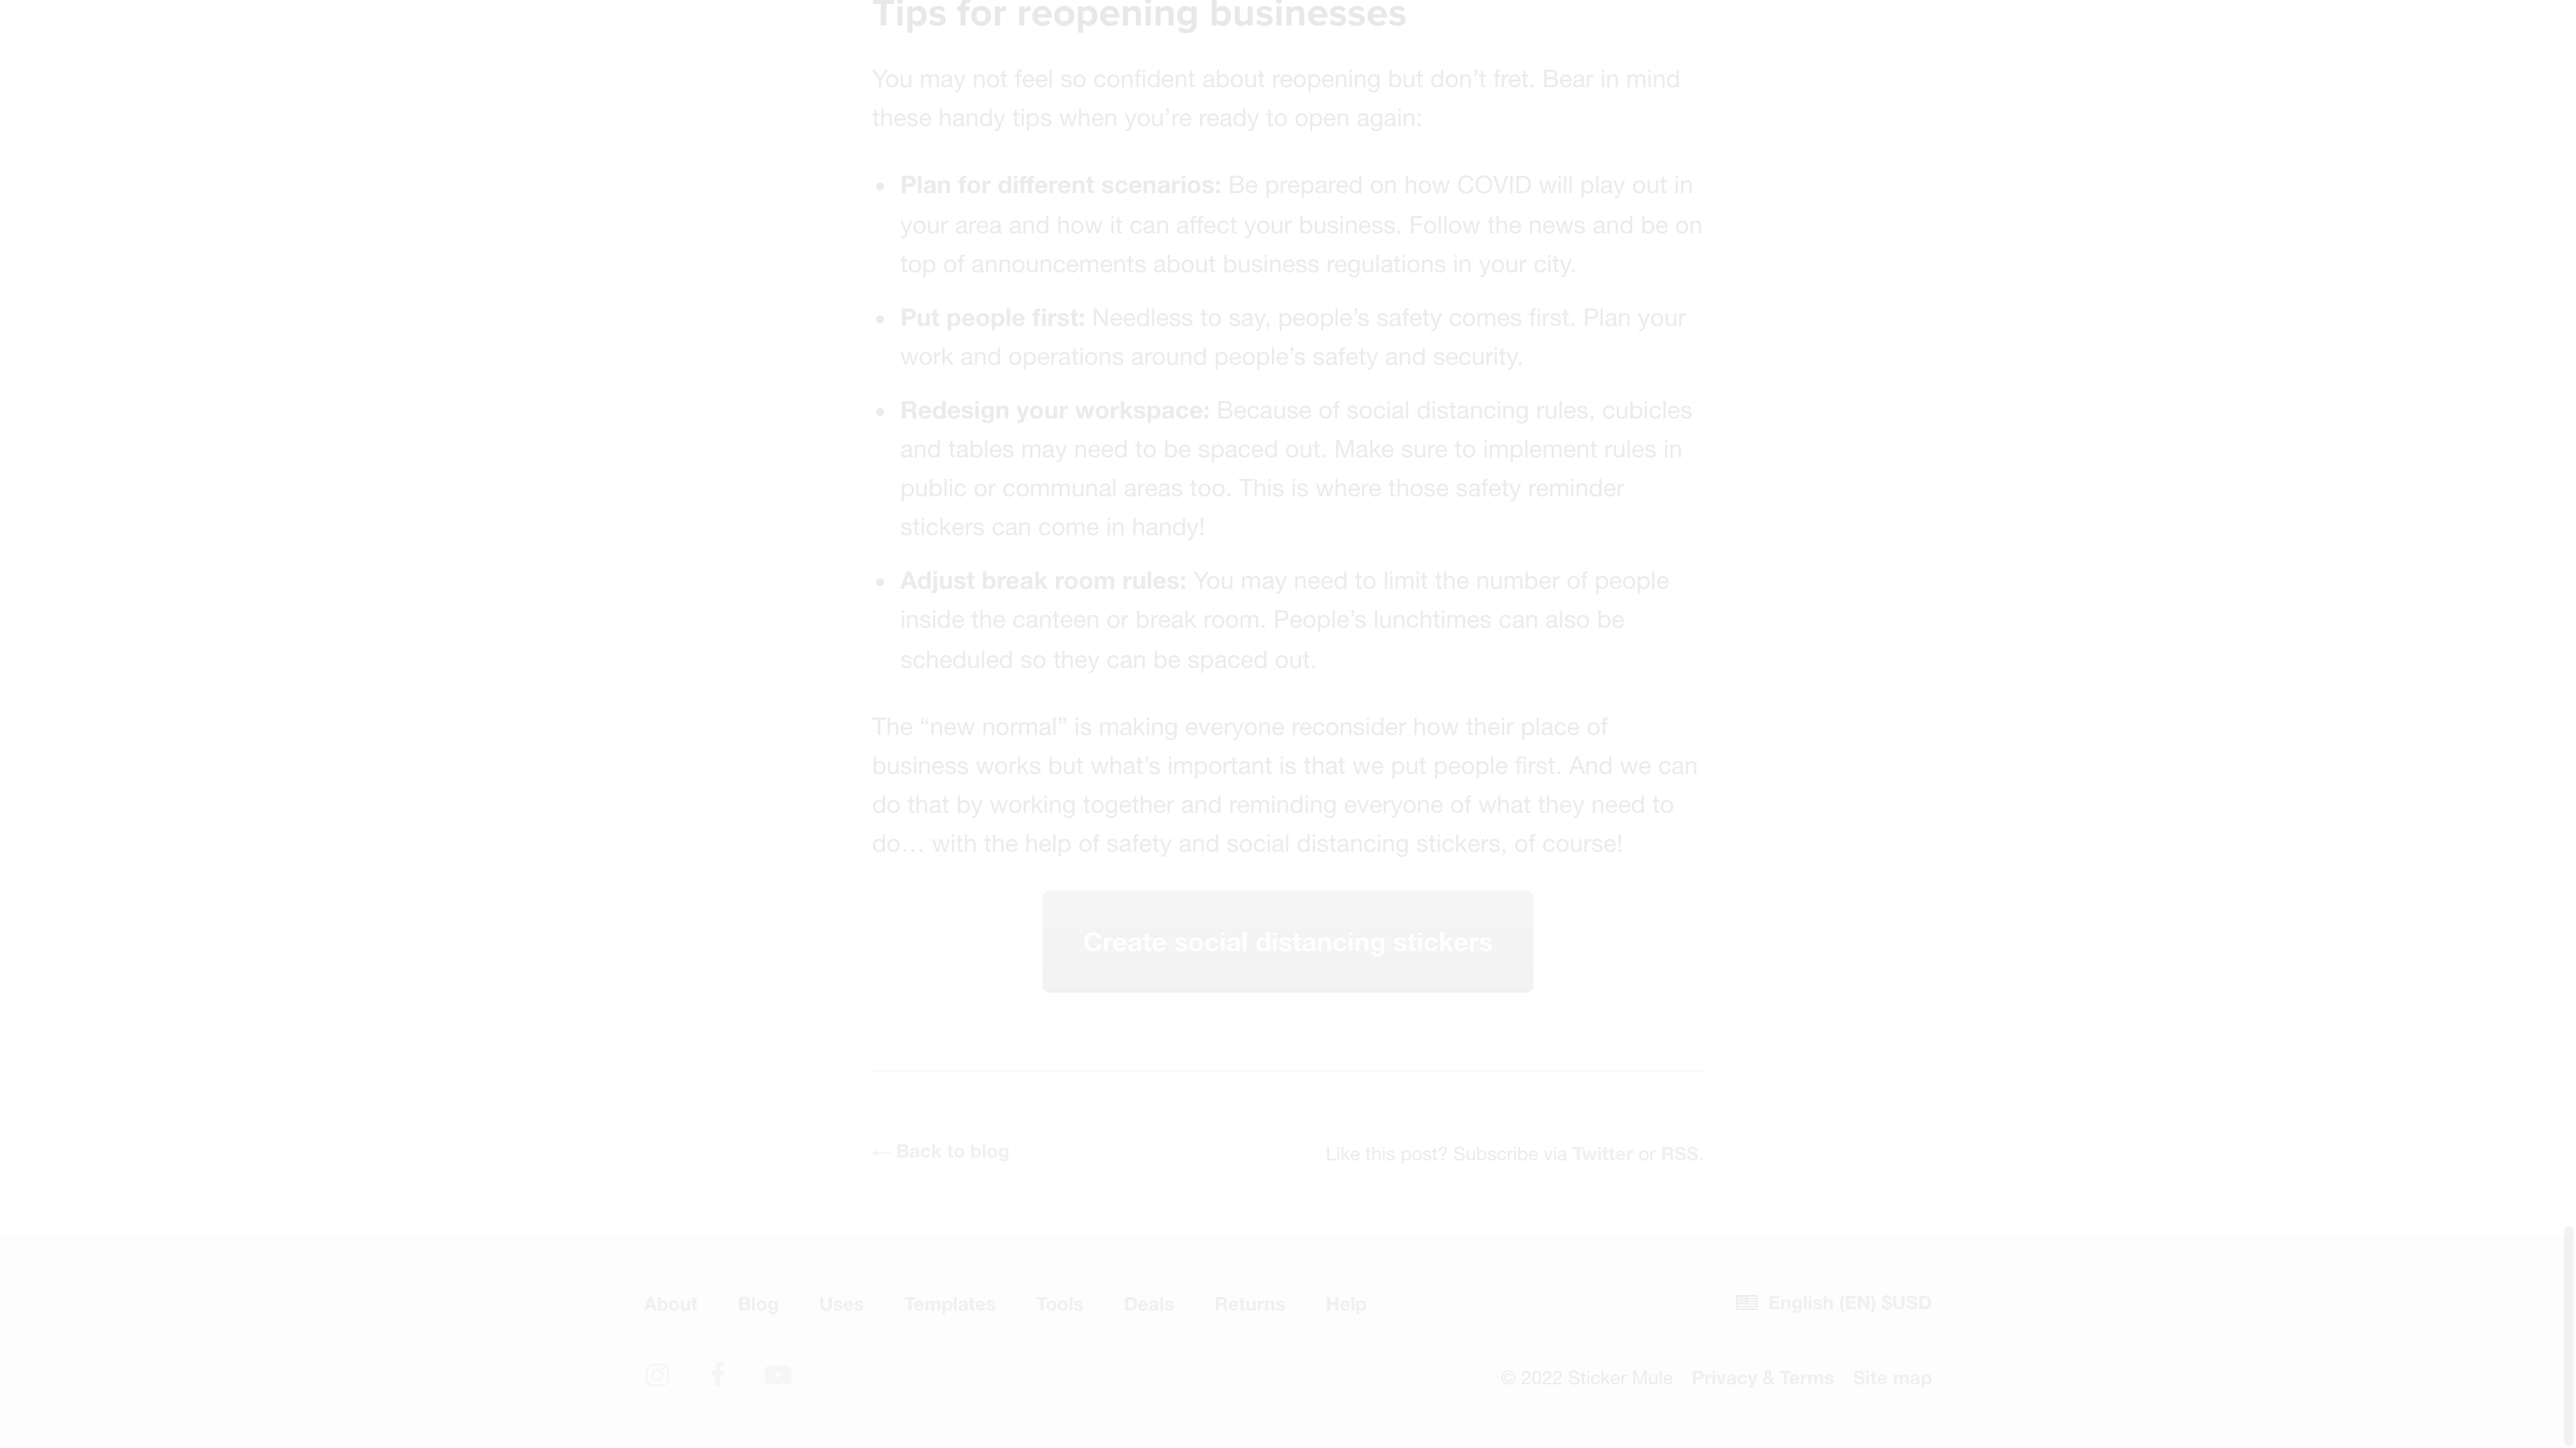 Tips for reopening businesses
You may not feel so confident about reopening but don’t fret. Bear in mind
these handy tips when you’re ready to open again:
• Plan for different scenarios: Be prepared on how COVID will play out in
your area and how it can affect your business. Follow the news and be on
top of announcements about business regulations in your city.
• Put people first: Needless to say, people’s safety comes first. Plan your
work and operations around people’s safety and security.
• Redesign your workspace: Because of social distancing rules, cubicles
and tables may need to be spaced out. Make sure to implement rules in
public or communal areas too. This is where those safety reminder
stickers can come in handy!
• Adjust break room rules: You may need to limit the number of people
inside the canteen or break room. People’s lunchtimes can also be
scheduled so they can be spaced out.
The “new normal” is making everyone reconsider how their place of
business works but what’s important is that we put people first. And we can
do that by working together and reminding everyone of what they need to
do… with the help of safety and social distancing stickers, of course!
Create social distancing stickers
← Back to blog
Like this post? Subscribe via Twitter or RSS.
About Blog Uses Templates Tools Deals Returns Help
English (EN) $USD
© 2022 Sticker Mule Privacy & Terms Site map